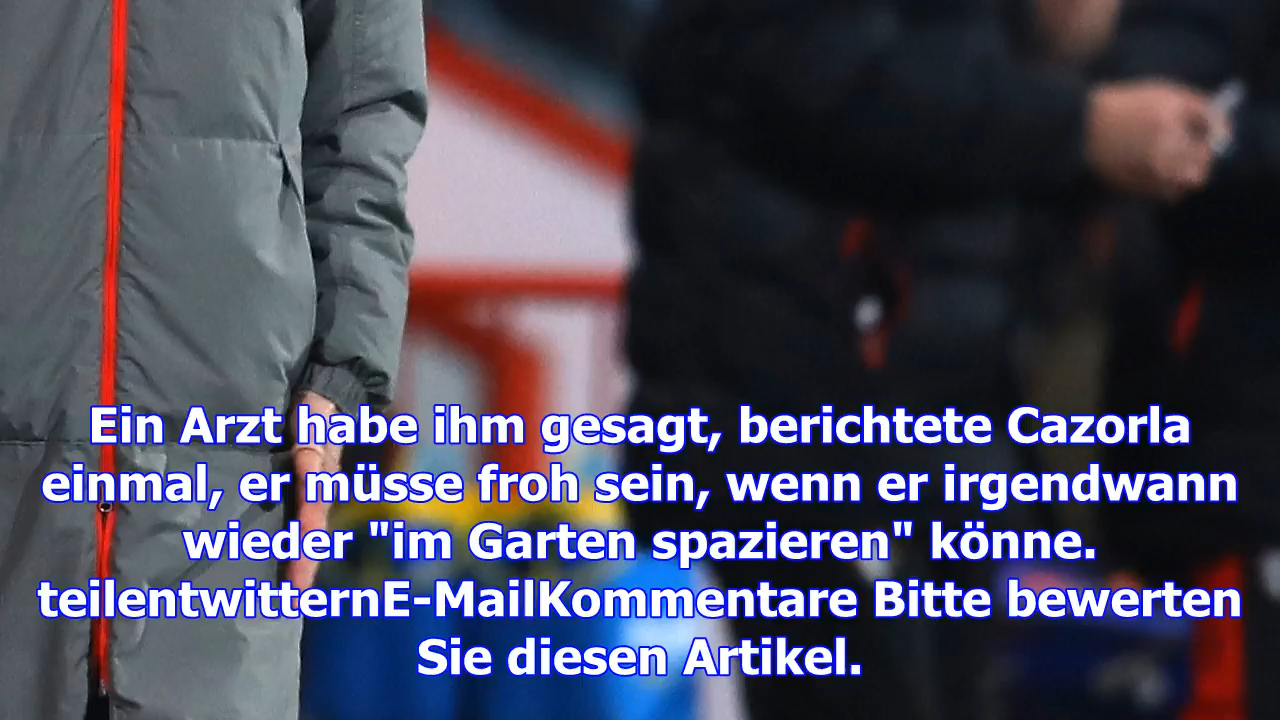 Ein Arzt habe ihm gesagt, berichtete Cazorla
einmal, er müsse froh sein, wenn er irgendwann
wieder "im Garten spazieren" könne.
teilentwitternE-MailKommentare Bitte bewerten
Sie diesen Artikel.